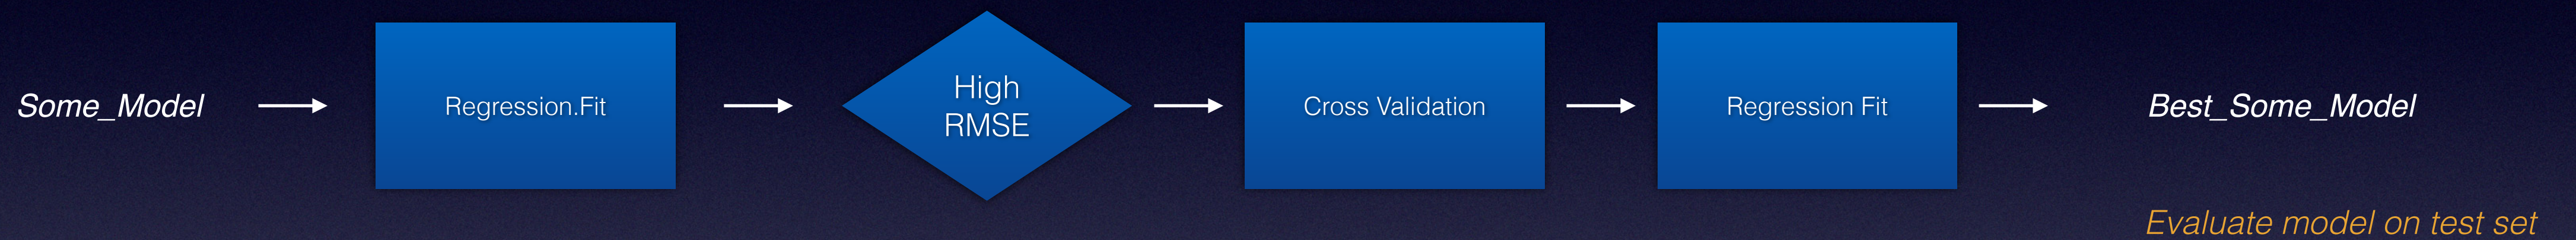 Some_Model
Regression.Fit
High
RMSE
Cross Validation
Regression Fit
Best_Some_Model
Evaluate model on test set